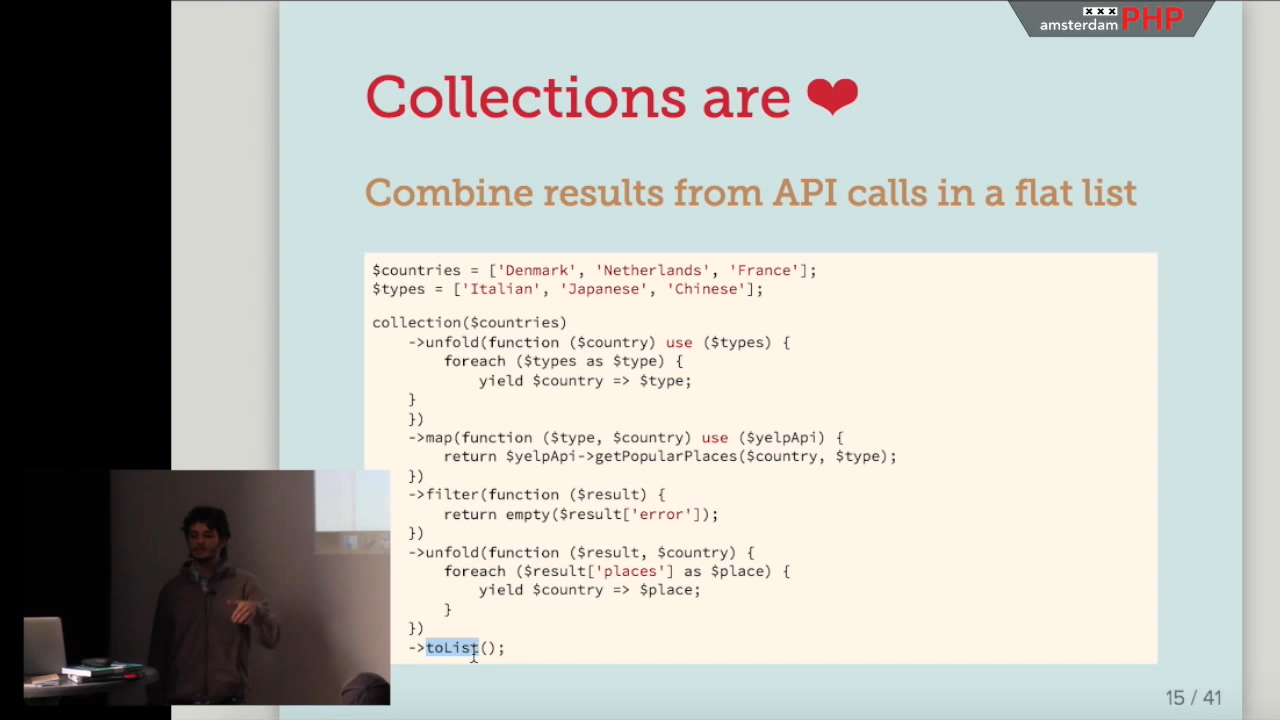 xxx
amsterdam PHP
Collections are ❤
Combine results from API calls in a flat list
$countries = ['Denmark', 'Netherlands', 'France'];
$types = ['Italian', 'Japanese', 'Chinese'];
collection($countries)
->unfold(function ($country) use ($types) {
foreach ($types as $type) {
yield $country => $type;
}
})
->map(function ($type, $country) use ($yelpApi) {
return $yelpApi->getPopularPlaces($country, $type);
})
->filter(function ($result) {
return empty($result['error']);
})
->unfold(function ($result, $country) {
foreach ($result['places'] as $place) {
yield $country => $place;
}
})
->toList();
15 / 41